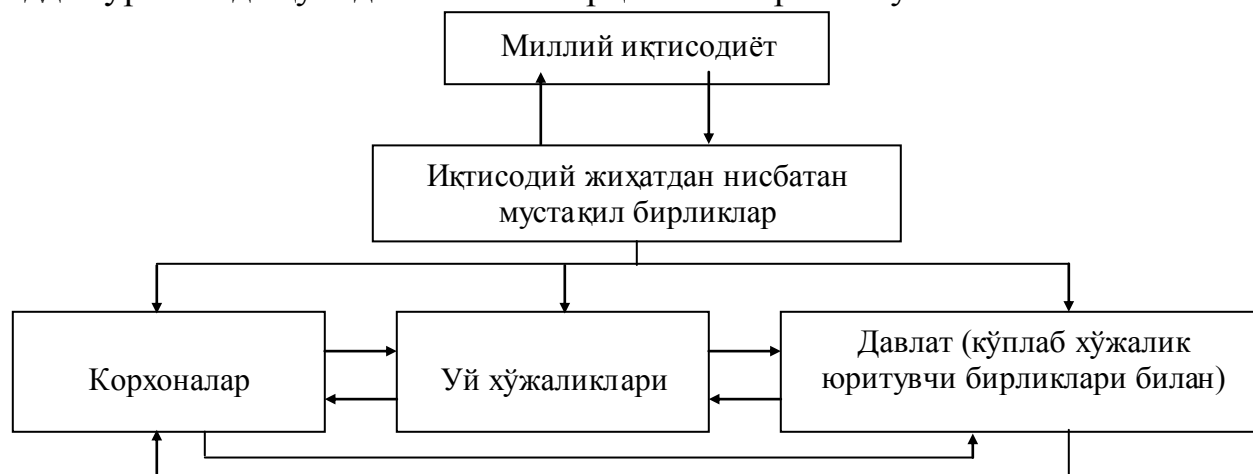 Миллий иқтисодиёт
Иқтисодий жиҳатдан нисбатан
мустақил бирликлар
Корхоналар
Уй хўжаликлари
Давлат (кўплаб хўжалик
юритувчи бирликлари билан)